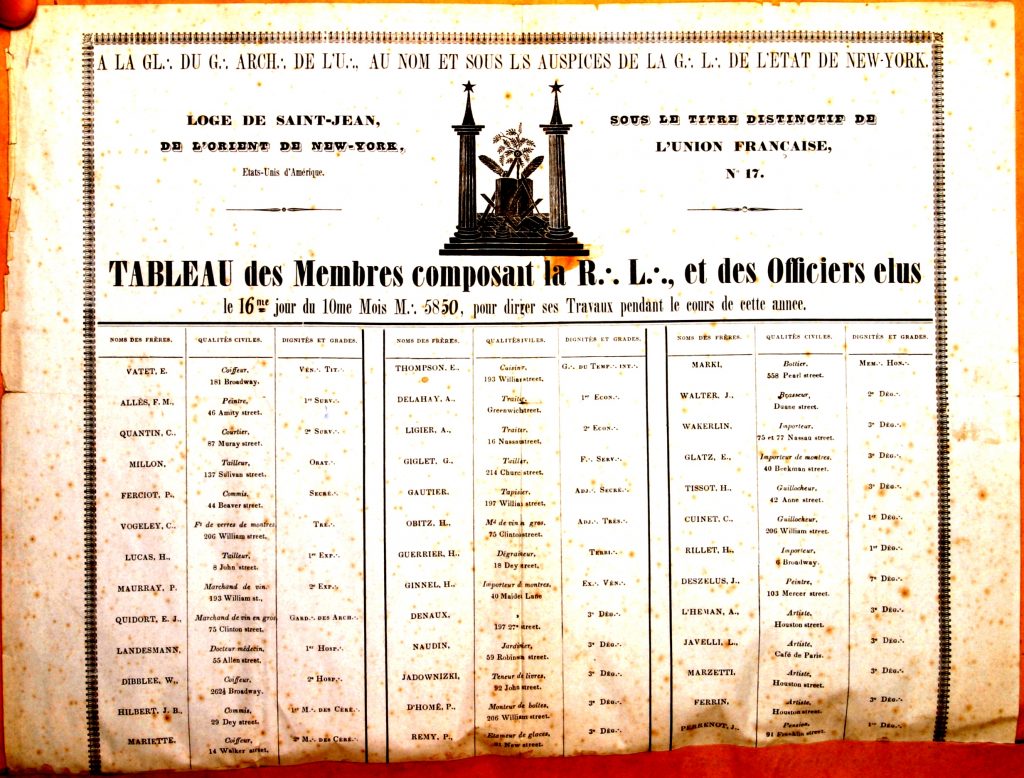 A LA GL∴ DU G∴ ARCH∴ DE L'U∴, AU NOM ET SOUS LS AUSPICES DE LA G∴ L∴ DE L'ETAT DE NEW-YORK.
LOGE DE SAINT-JEAN,
DE L'ORIENT DE NEW-YORK,
Etats-Unis d'Amérique.
SOUS LE TITRE DISTINCTIF DE
L'UNION FRANCAISE,
N° 17.
TABLEAU des Membres composant la R∴ L∴, et des Officiers elus
le 16me jour du 10me Mois M∴ 5850, pour dirger ses Travaux pendant le cours de cette annee.
NOMS DES FRÈRES. QUALITÉS CIVILES. DIGNITÉS ET GRADES.
VATET, E. Coiffeur, VÉN∴ TIT∴
181 Broadway.
ALLÈS, F. M., Peintre, 1er SURV∴
46 Amity street.
QUANTIN, C., Courtier, 2e SURV∴
87 Muray street.
MILLON, Tailleur, ORAT∴
137 Sulivan street.
FERCIOT, P., Commis, SECRÉ∴
44 Beaver street.
VOGELEY, C., Ft de verres de montres, TRÉ∴
206 William street.
LUCAS, H., Tailleur, 1er EXP∴
8 John street.
MAURRAY, P. Marchand de vin. 2e EXP∴
193 William st.,
QUIDORT, E. J., Marchand de vin en gros GARD∴ DES ARCH∴
75 Clinton street.
LANDESMANN, Docteur médecin, 1er HOSP∴
55 Allen street.
DIBBLEE, W., Coiffeur, 2e HOSP∴
262½ Broadway.
HILBERT, J. B., Commis, 1er M∴ DES CÉRÉ∴
29 Dey street.
MARIETTE, Coiffeur, 2e M∴ DES CÉRÉ∴
14 Walker street.
NOMS DES FRÈRES. QUALITÉS CIVILES. DIGNITÉS ET GRADES.
THOMPSON, E., Cuisinr, G∴ DU TEMP∴ INT∴
193 William street.
DELAHAY, A., Traitr, 1er ECON∴
Greenwich street.
LIGIER, A., Traiter, 2e ECON∴
16 Nassau street.
GIGLET, G., F∴ SERV∴
214 street.
GAUTIER, Tapisier, ADJ∴ SECRÉ∴
197 William street.
OBITZ, H., Md de vin n gros. ADJ∴ TRÉS∴
75 Clinton street.
GUERRIER, H., Dégraiseur, TERRI∴
18 Dey street.
GINNEL, H., Importeur d montres, EX∴ VÉN∴
40 Maiden Lane
DENAUX, 3e DÉG∴
197 27e street.
NAUDIN, Jardinier, 3e DÉG∴
59 Robinson street.
JADOWNIZKI, Teneur de livres, 3e DÉG∴
92 John street.
D'HOMÉ, P., Monteur de boîtes, 3e DÉG∴
206 William street.
REMY, P., Etameur de glaces, 3e DÉG∴
91 New street.
NOMS DES FRÈRES. QUALITÉS CIVILES. DIGNITÉS ET GRADES.
MARKI, Bottier, MEM∴ HON∴
558 Pearl street.
WALTER, J., Brasseur, 2e DÉG∴
Duane street.
WAKERLIN, Importeur, 3e DÉG∴
75 et 77 Nassau street.
GLATZ, E., Importeur de montres, 3e DÉG∴
40 Beekman street.
TISSOT, H., Guillocheur, 3e DÉG∴
42 Anne street.
CUINET, C., Guillocheur, 1er DÉG∴
206 William street.
RILLET, H., Importeur, 1er DÉG∴
6 Broadway.
DESZELUS, J., Peintre, 7e DÉG∴
103 Mercer street.
L'HEMAN, A., Artiste, 3e DÉG∴
Houston street.
JAVELLI, L., Artiste, 3e DÉG∴
Café de Paris.
MARZETTI, Artiste, 3e DÉG∴
Houston street.
FERRIN, Artiste, 3e DÉG∴
Houston street.
PERRENOT, J., Pension, 1er DÉG∴
91 Franklin street.